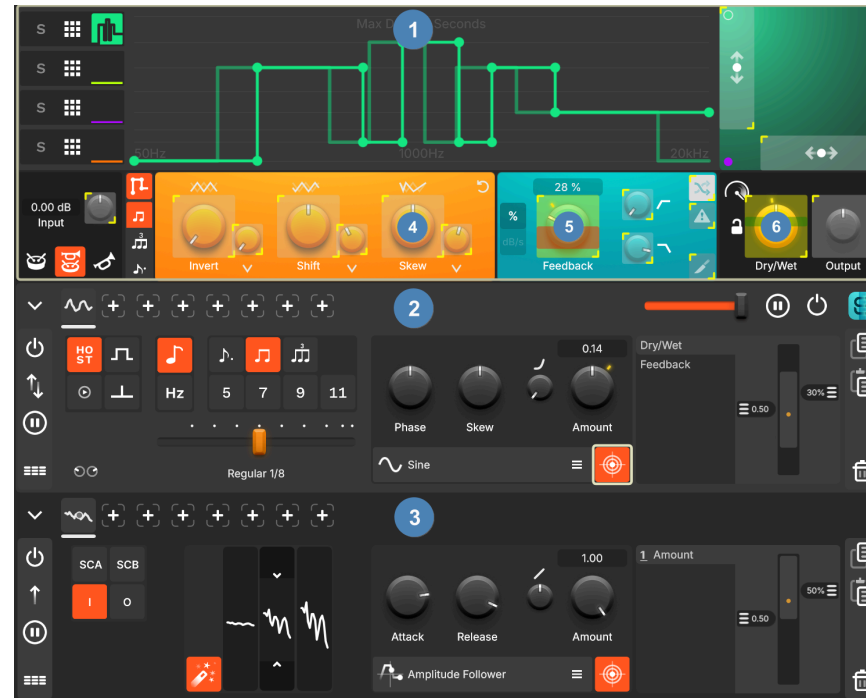 Max D Seconds
1
S
S
S
S
50Hz 1000Hz 20kHz
0.00 dB
Input
3
Invert V
Shift V
4
Skew V
%
dB/s
28 %
5
Feedback
6
Dry/Wet
Output
2
HO
ST
Hz
3
5 7 9 11
Regular 1/8
0.14
Phase Skew Amount
Sine
Dry/Wet
Feedback
0.50
30%
S
3
SCA SCB
I O
1.00
Attack Release Amount
Amplitude Follower
1 Amount
0.50
50%